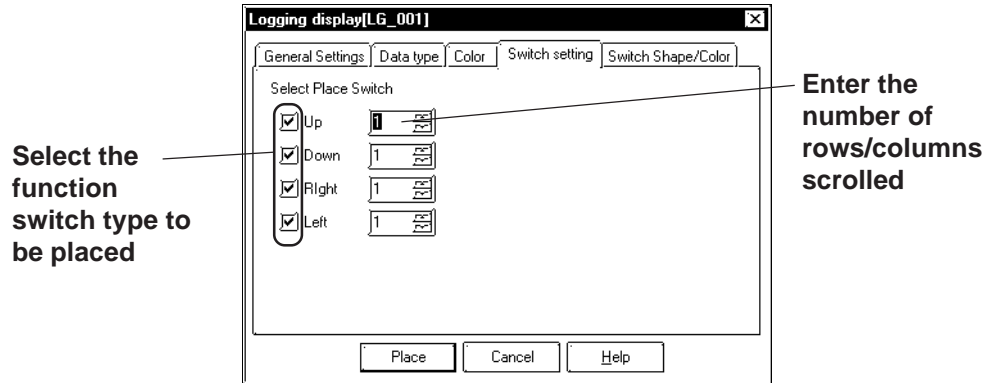 Logging display[LG_001]
General Settings Data type Color Switch setting Switch Shape/Color
Select Place Switch
Up 1
Down 1
RIght 1
Left 1
Place Cancel Help
Select the
function
switch type to
be placed
Enter the
number of
rows/columns
scrolled